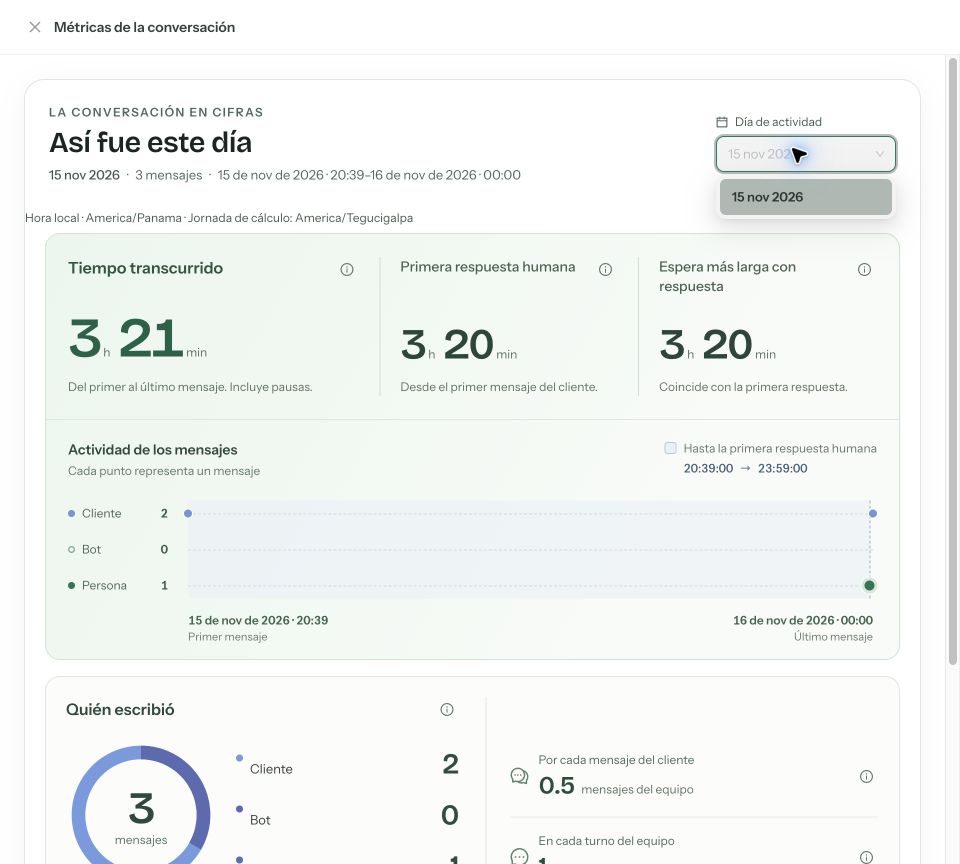 Métricas de la conversación
LA CONVERSACIÓN EN CIFRAS
Así fue este día
15 nov 2026 · 3 mensajes · 15 de nov de 2026 · 20:39–16 de nov de 2026 · 00:00
Día de actividad
15 nov 202
15 nov 2026
Hora local · America/Panama · Jornada de cálculo: America/Tegucigalpa
Tiempo transcurrido
3 h 21 min
Del primer al último mensaje. Incluye pausas.
Primera respuesta humana
3 h 20 min
Desde el primer mensaje del cliente.
Espera más larga con
respuesta
3 h 20 min
Coincide con la primera respuesta.
Actividad de los mensajes
Cada punto representa un mensaje
Hasta la primera respuesta humana
20:39:00 → 23:59:00
Cliente 2
Bot 0
Persona 1
15 de nov de 2026 · 20:39
Primer mensaje
16 de nov de 2026 · 00:00
Último mensaje
Quién escribió
3
mensajes
Cliente 2
Bot 0
Por cada mensaje del cliente
0.5 mensajes del equipo
En cada turno del equipo